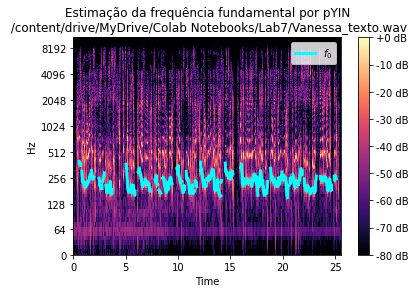 Estimação da frequência fundamental por pYIN
/content/drive/MyDrive/Colab Notebooks/Lab7/Vanessa_texto.wav
f0
8192
4096
2048
1024
512
256
128
64
0
Hz
0
5
10
15
20
25
Time
+0 dB
-10 dB
-20 dB
-30 dB
-40 dB
-50 dB
-60 dB
-70 dB
-80 dB